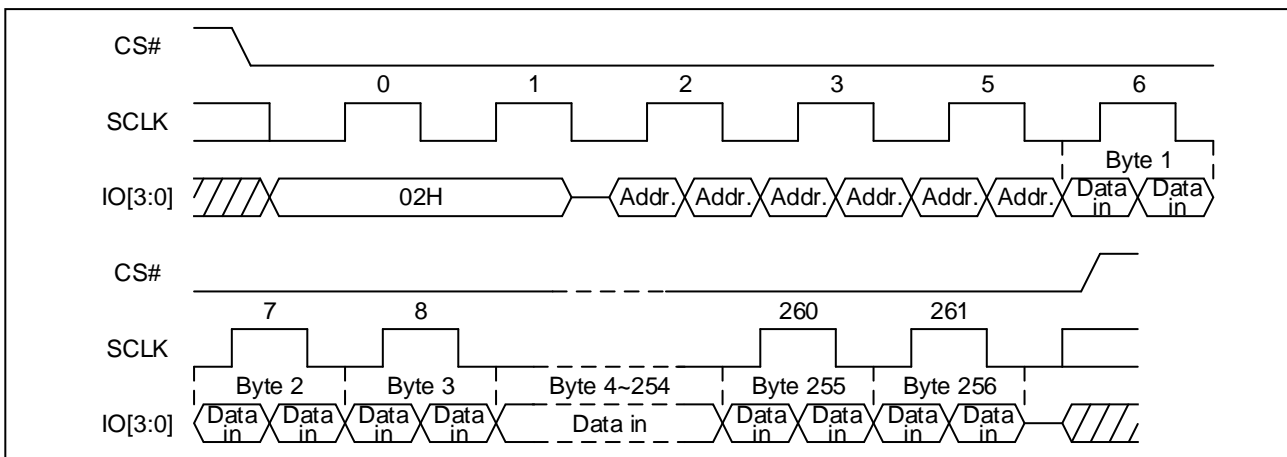 CS#
0 1 2 3 5 6
SCLK
Byte 1
IO[3:0] 02H Addr. Addr. Addr. Addr. Addr. Addr. Data in Data in
CS#
7 8 260 261
SCLK
Byte 2 Byte 3 Byte 4~254 Byte 255 Byte 256
IO[3:0] Data in Data in Data in Data in Data in Data in Data in Data in Data in